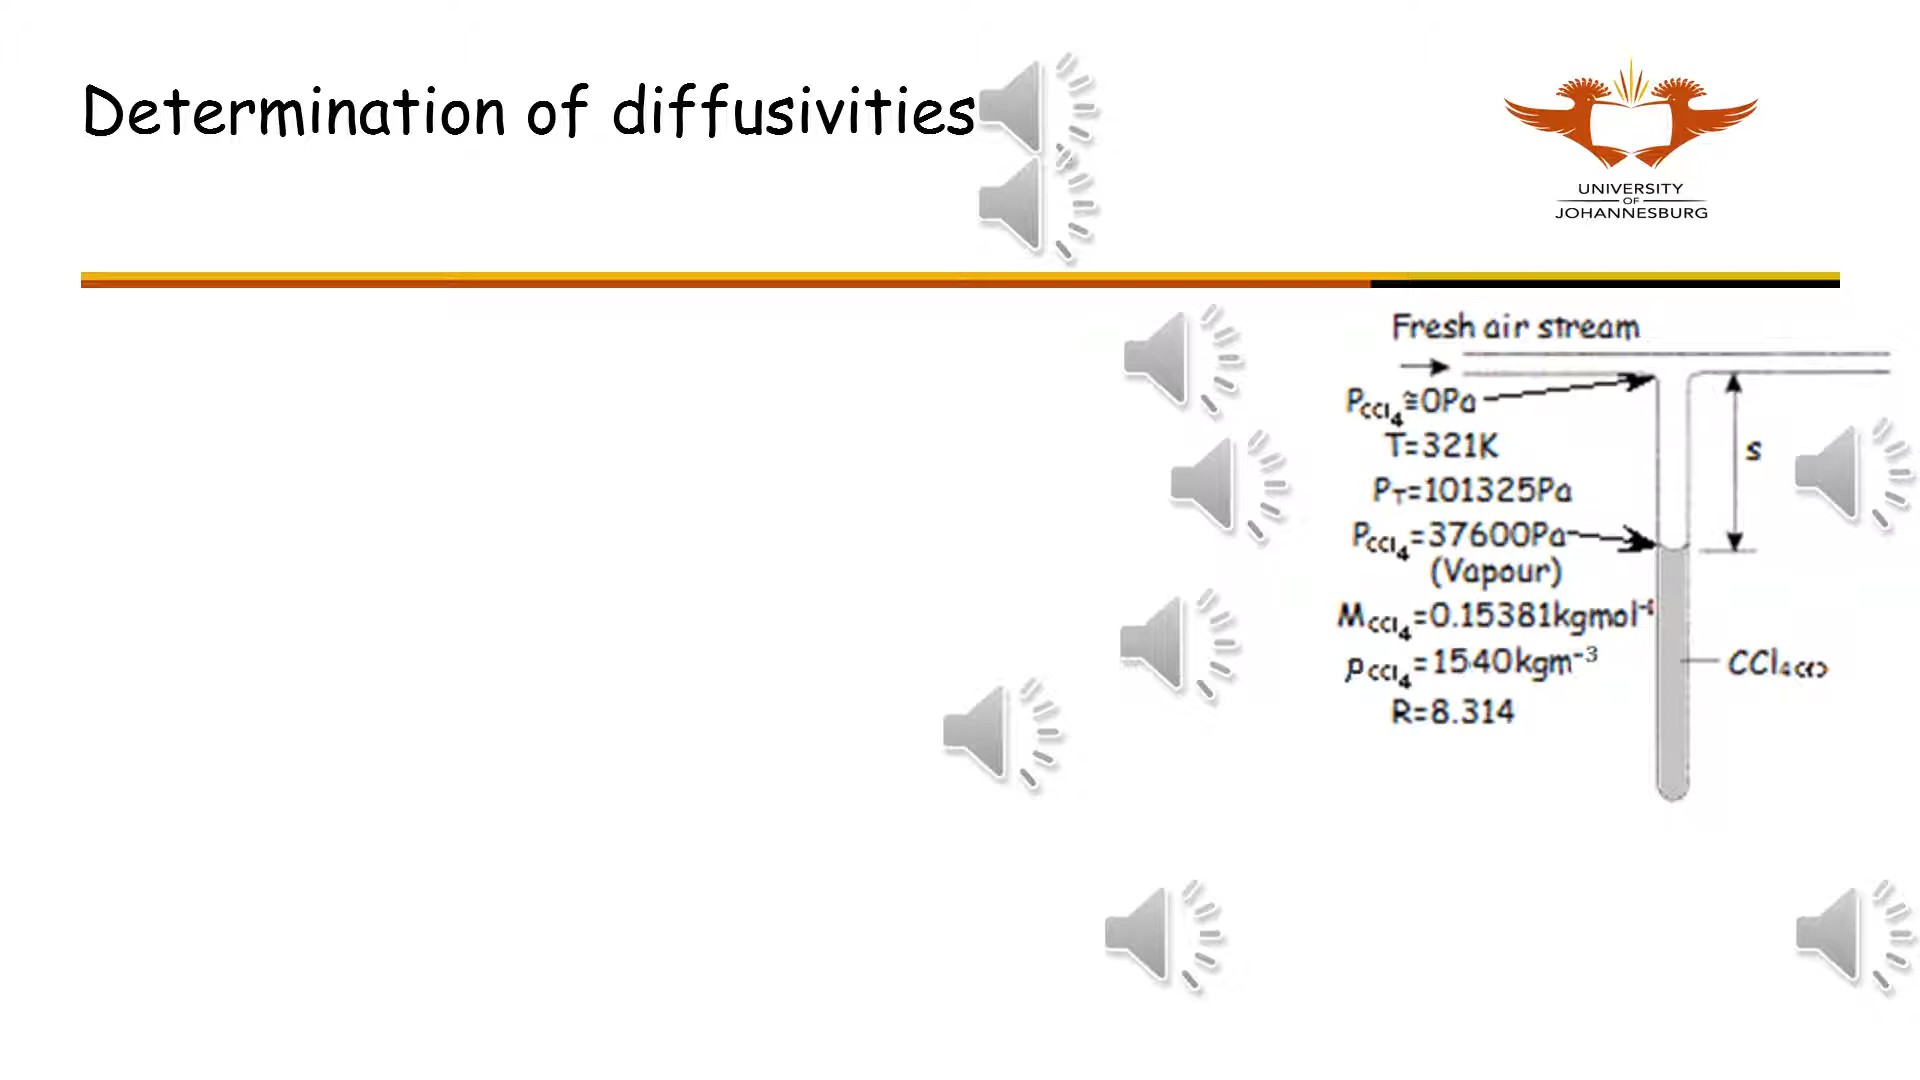 Determination of diffusivities
UNIVERSITY
OF
JOHANNESBURG
Fresh air stream
P_CCl₄≅0Pa
T=321K
P_T=101325Pa
s
P_CCl₄=37600Pa
(Vapour)
M_CCl₄=0.15381kgmol⁻¹
ρ_CCl₄=1540kgm⁻³
CCl₄(ℓ)
R=8.314